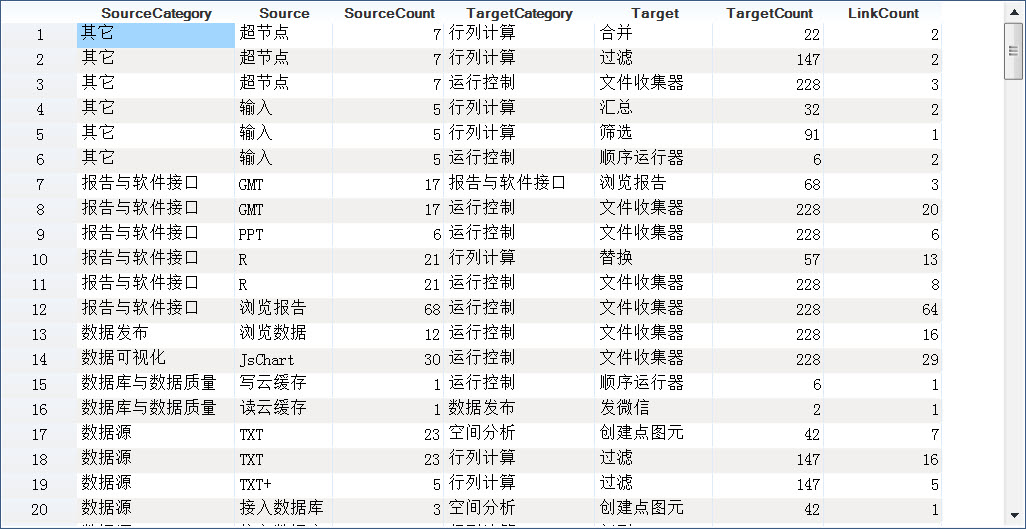 SourceCategory Source SourceCount TargetCategory Target TargetCount LinkCount
1 其它 超节点 7 行列计算 合并 22 2
2 其它 超节点 7 行列计算 过滤 147 2
3 其它 超节点 7 运行控制 文件收集器 228 3
4 其它 输入 5 行列计算 汇总 32 2
5 其它 输入 5 行列计算 筛选 91 1
6 其它 输入 5 运行控制 顺序运行器 6 2
7 报告与软件接口 GMT 17 报告与软件接口 浏览报告 68 3
8 报告与软件接口 GMT 17 运行控制 文件收集器 228 20
9 报告与软件接口 PPT 6 运行控制 文件收集器 228 6
10 报告与软件接口 R 21 行列计算 替换 57 13
11 报告与软件接口 R 21 运行控制 文件收集器 228 8
12 报告与软件接口 浏览报告 68 运行控制 文件收集器 228 64
13 数据发布 浏览数据 12 运行控制 文件收集器 228 16
14 数据可视化 JsChart 30 运行控制 文件收集器 228 29
15 数据库与数据质量 写云缓存 1 运行控制 顺序运行器 6 1
16 数据库与数据质量 读云缓存 1 数据发布 发微信 2 1
17 数据源 TXT 23 空间分析 创建点图元 42 7
18 数据源 TXT 23 行列计算 过滤 147 16
19 数据源 TXT+ 5 行列计算 过滤 147 5
20 数据源 接入数据库 3 空间分析 创建点图元 42 1